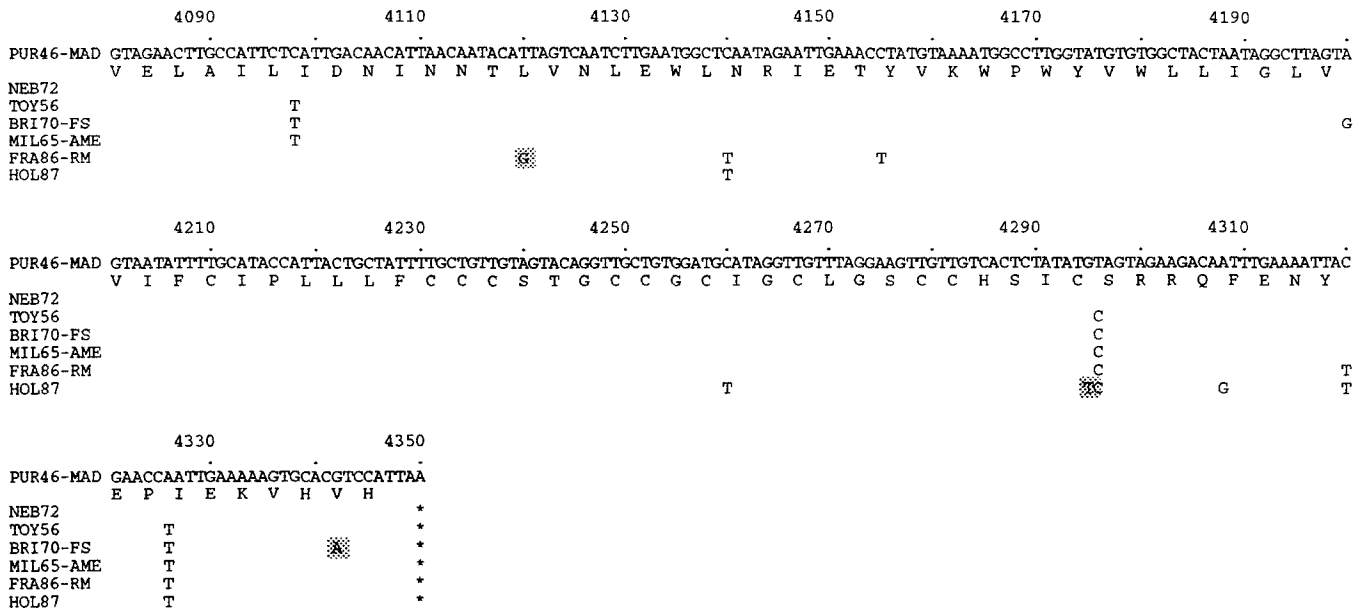 4090 4110 4130 4150 4170 4190
PUR46-MAD GTAGAACTTGCCATTCTCATTGACAACATTAACAATACATTAGTCAATCTTGAATGGCTCAATAGAATTGAAACCTATGTAAAATGGCCTTGGTATGTGTGGCTACTAATAGGCTTAGTA
V E L A I L I D N I N N T L V N L E W L N R I E T Y V K W P W Y V W L L I G L V
NEB72
TOY56 T
BRI70-FS T G
MIL65-AME T
FRA86-RM G T T
HOL87 T
4210 4230 4250 4270 4290 4310
PUR46-MAD GTAATATTTTGCATACCATTACTGCTATTTTGCTGTTGTAGTACAGGTTGCTGTGGATGCATAGGTTGTTTAGGAAGTTGTTGTCACTCTATATGTAGTAGAAGACAATTTGAAAATTAC
V I F C I P L L L F C C C S T G C C G C I G C L G S C C H S I C S R R Q F E N Y
NEB72
TOY56 C
BRI70-FS C
MIL65-AME C
FRA86-RM C T
HOL87 T TC G T
4330 4350
PUR46-MAD GAACCAATTGAAAAAGTGCACGTCCATTAA
E P I E K V H V H
NEB72 *
TOY56 T *
BRI70-FS T A *
MIL65-AME T *
FRA86-RM T *
HOL87 T *